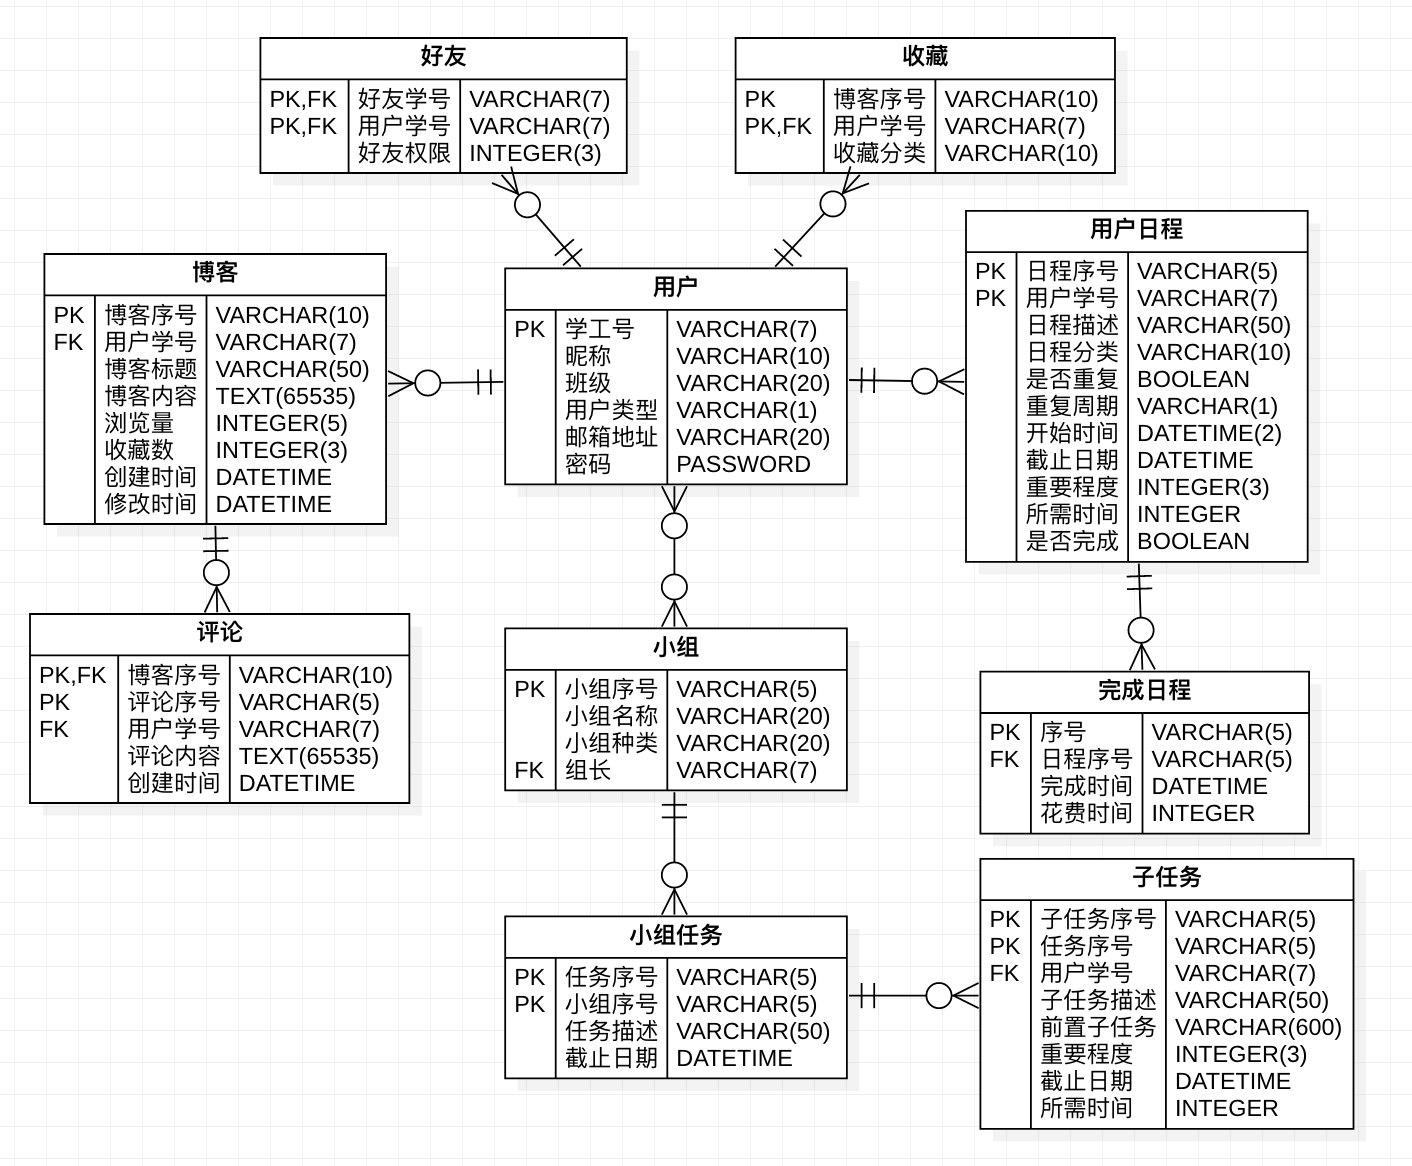 好友
PK,FK 好友学号 VARCHAR(7)
PK,FK 用户学号 VARCHAR(7)
好友权限 INTEGER(3)
收藏
PK 博客序号 VARCHAR(10)
PK,FK 用户学号 VARCHAR(7)
收藏分类 VARCHAR(10)
博客
PK 博客序号 VARCHAR(10)
FK 用户学号 VARCHAR(7)
博客标题 VARCHAR(50)
博客内容 TEXT(65535)
浏览量 INTEGER(5)
收藏数 INTEGER(3)
创建时间 DATETIME
修改时间 DATETIME
用户
PK 学工号 VARCHAR(7)
昵称 VARCHAR(10)
班级 VARCHAR(20)
用户类型 VARCHAR(1)
邮箱地址 VARCHAR(20)
密码 PASSWORD
用户日程
PK 日程序号 VARCHAR(5)
PK 用户学号 VARCHAR(7)
日程描述 VARCHAR(50)
日程分类 VARCHAR(10)
是否重复 BOOLEAN
重复周期 VARCHAR(1)
开始时间 DATETIME(2)
截止日期 DATETIME
重要程度 INTEGER(3)
所需时间 INTEGER
是否完成 BOOLEAN
评论
PK,FK 博客序号 VARCHAR(10)
PK 评论序号 VARCHAR(5)
FK 用户学号 VARCHAR(7)
评论内容 TEXT(65535)
创建时间 DATETIME
小组
PK 小组序号 VARCHAR(5)
小组名称 VARCHAR(20)
小组种类 VARCHAR(20)
FK 组长 VARCHAR(7)
完成日程
PK 序号 VARCHAR(5)
FK 日程序号 VARCHAR(5)
完成时间 DATETIME
花费时间 INTEGER
小组任务
PK 任务序号 VARCHAR(5)
PK 小组序号 VARCHAR(5)
任务描述 VARCHAR(50)
截止日期 DATETIME
子任务
PK 子任务序号 VARCHAR(5)
PK 任务序号 VARCHAR(5)
FK 用户学号 VARCHAR(7)
子任务描述 VARCHAR(50)
前置子任务 VARCHAR(600)
重要程度 INTEGER(3)
截止日期 DATETIME
所需时间 INTEGER